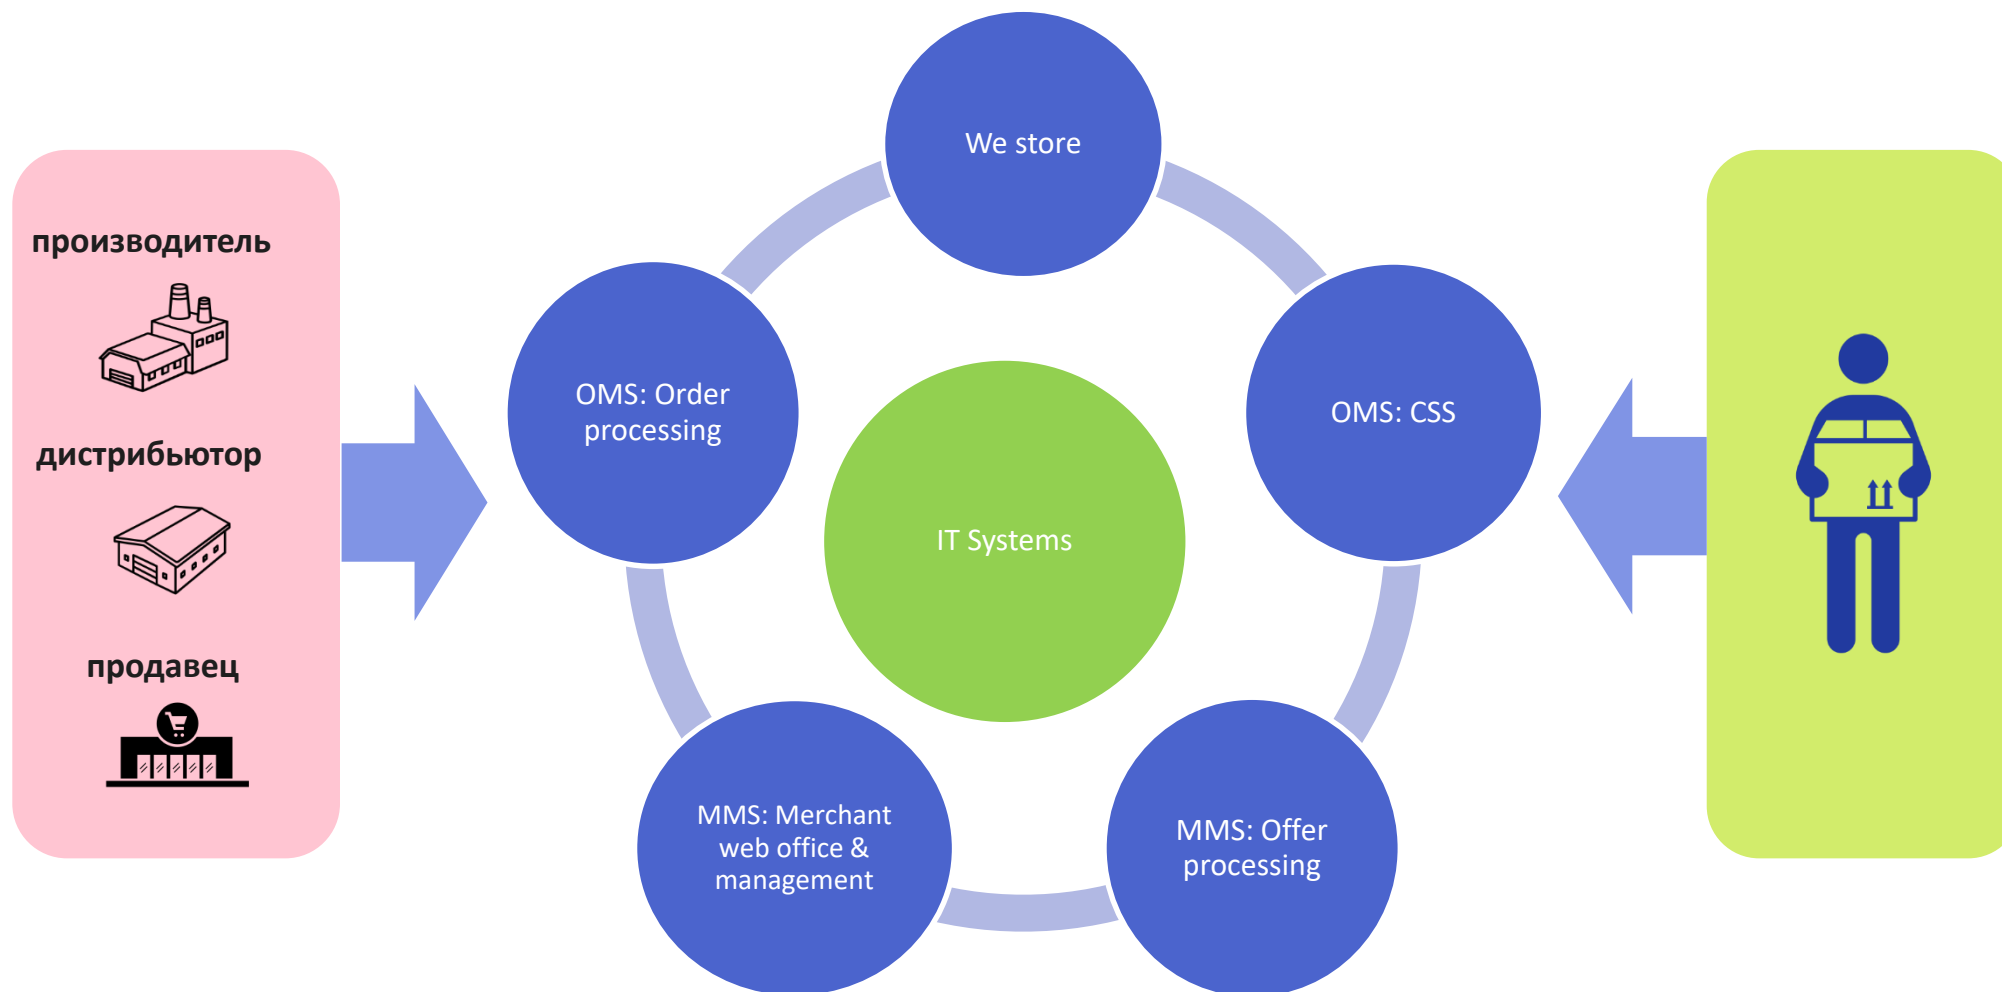 We store
производитель
OMS: Order
processing
OMS: CSS
дистрибьютор
IT Systems
продавец
MMS: Merchant
web office &
management
MMS: Offer
processing